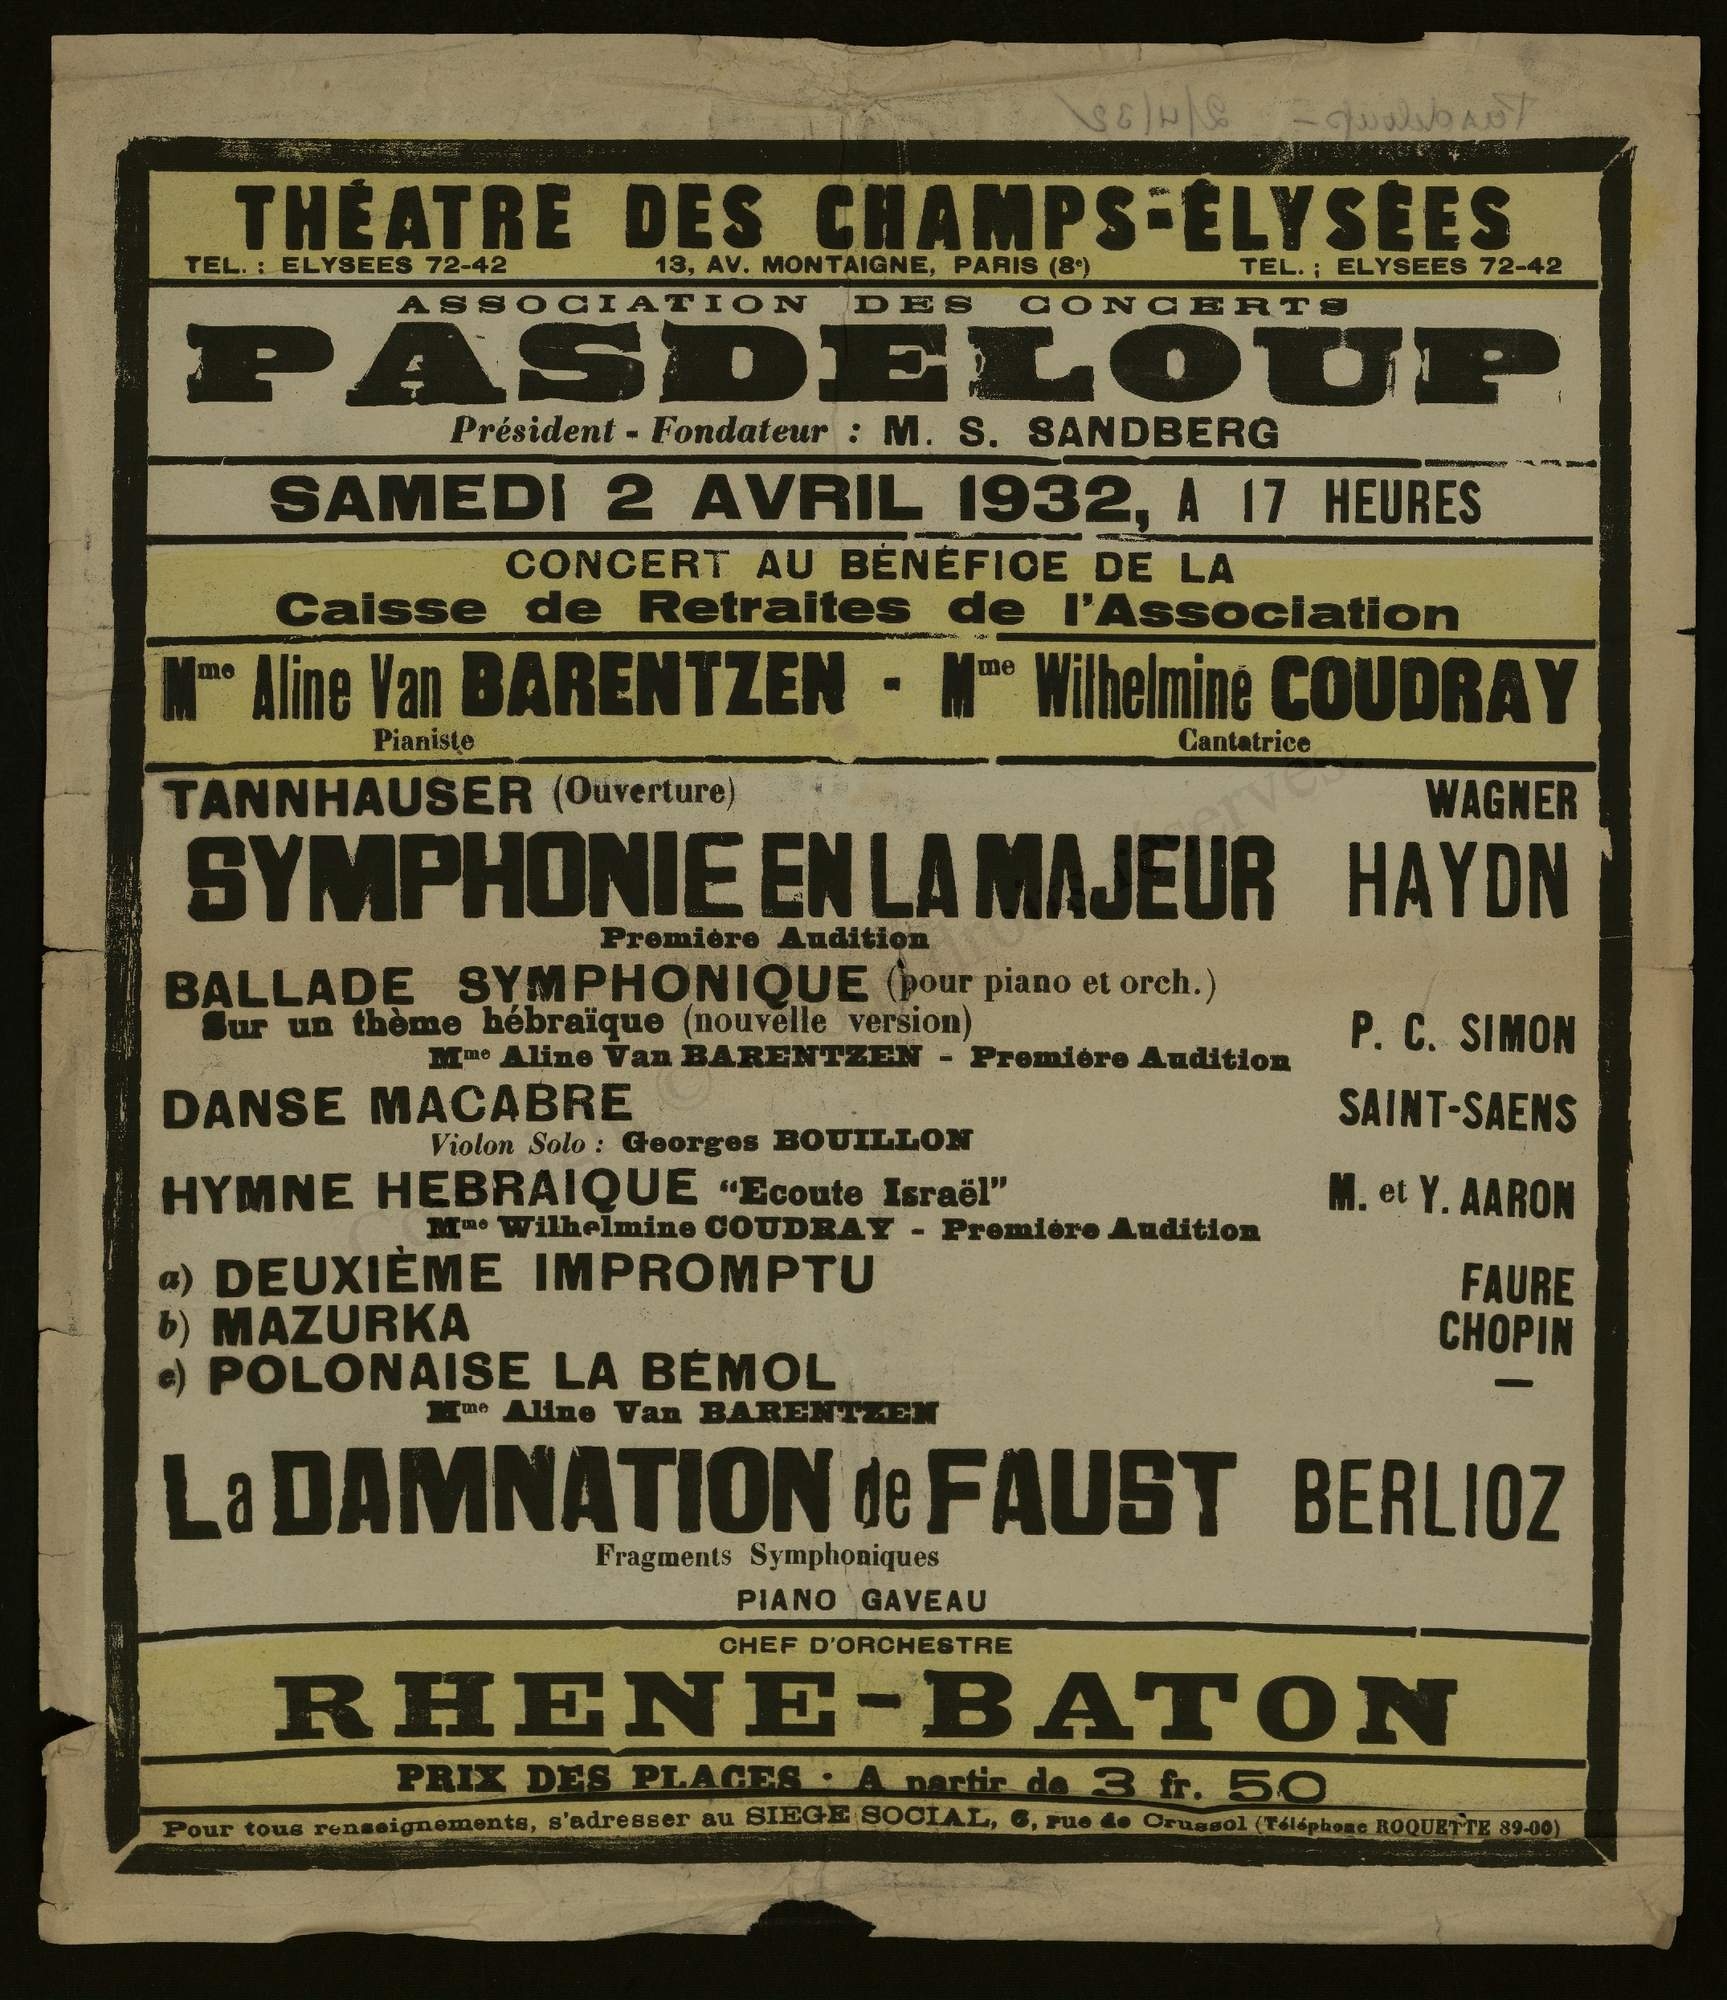 THÉATRE DES CHAMPS-ÉLYSÉES
TEL. : ELYSEES 72-42 13, AV. MONTAIGNE, PARIS (8e) TEL. : ELYSEES 72-42
ASSOCIATION DES CONCERTS
PASDELOUP
Président - Fondateur : M. S. SANDBERG
SAMEDI 2 AVRIL 1932, A 17 HEURES
CONCERT AU BÉNÉFICE DE LA
Caisse de Retraites de l'Association
Mme Aline Van BARENTZEN - Mme Wilhelmine COUDRAY
Pianiste Cantatrice
TANNHAUSER (Ouverture) WAGNER
SYMPHONIE EN LA MAJEUR HAYDN
Première Audition
BALLADE SYMPHONIQUE (pour piano et orch.)
Sur un thème hébraïque (nouvelle version) P. C. SIMON
Mme Aline Van BARENTZEN - Première Audition
DANSE MACABRE SAINT-SAENS
Violon Solo : Georges BOUILLON
HYMNE HEBRAIQUE “Ecoute Israël” M. et Y. AARON
Mme Wilhelmine COUDRAY - Première Audition
a) DEUXIÈME IMPROMPTU FAURE
b) MAZURKA CHOPIN
c) POLONAISE LA BÉMOL —
Mme Aline Van BARENTZEN
La DAMNATION de FAUST BERLIOZ
Fragments Symphoniques
PIANO GAVEAU
CHEF D'ORCHESTRE
RHENE-BATON
PRIX DES PLACES : A partir de 3 fr. 50
Pour tous renseignements, s'adresser au SIEGE SOCIAL, 6, rue de Crussol (Téléphone ROQUETTE 89-00)